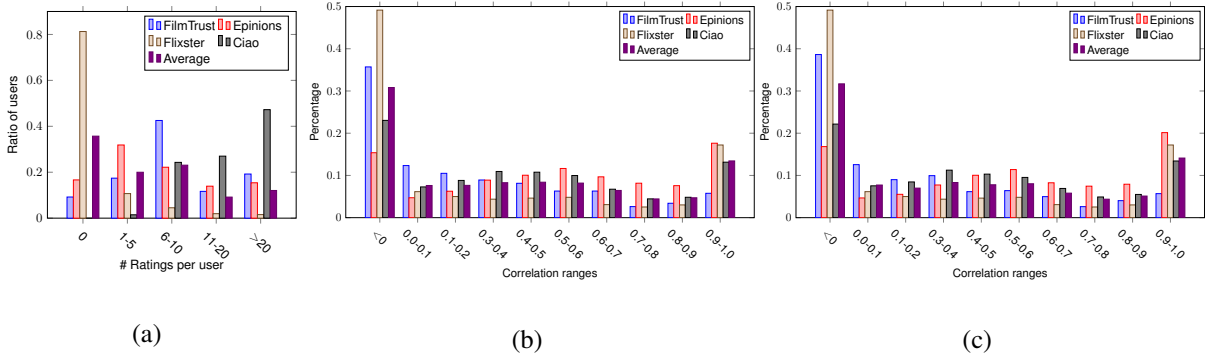 FilmTrust Epinions
Flixster Ciao
Average
Ratio of users
0.8
0.6
0.4
0.2
0
0 1-5 6-10 11-20 >20
# Ratings per user
(a)
FilmTrust Epinions
Flixster Ciao
Average
Percentage
0.5
0.4
0.3
0.2
0.1
0.0
<0 0.0-0.1 0.1-0.2 0.3-0.4 0.4-0.5 0.5-0.6 0.6-0.7 0.7-0.8 0.8-0.9 0.9-1.0
Correlation ranges
(b)
FilmTrust Epinions
Flixster Ciao
Average
Percentage
0.5
0.4
0.3
0.2
0.1
0.0
<0 0.0-0.1 0.1-0.2 0.3-0.4 0.4-0.5 0.5-0.6 0.6-0.7 0.7-0.8 0.8-0.9 0.9-1.0
Correlation ranges
(c)